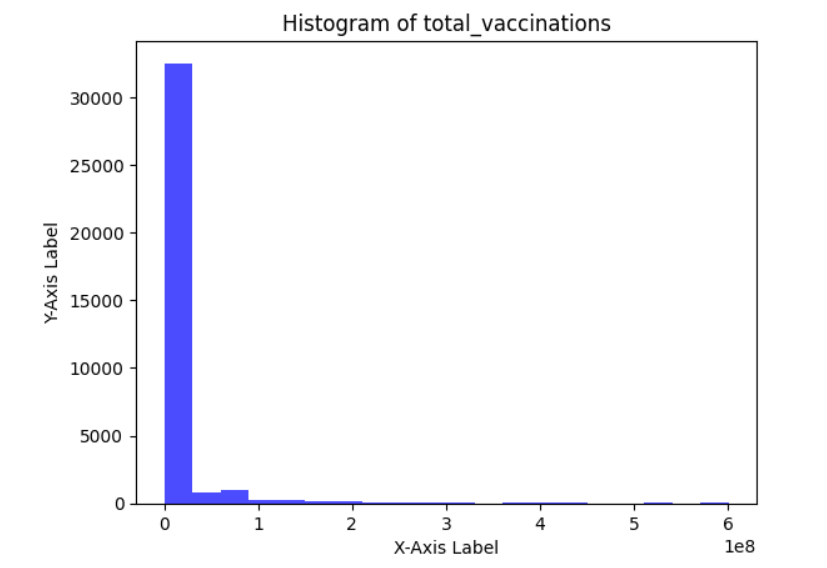 Histogram of total_vaccinations
30000
25000
20000
15000
10000
5000
0
Y-Axis Label
0 1 2 3 4 5 6
1e8
X-Axis Label